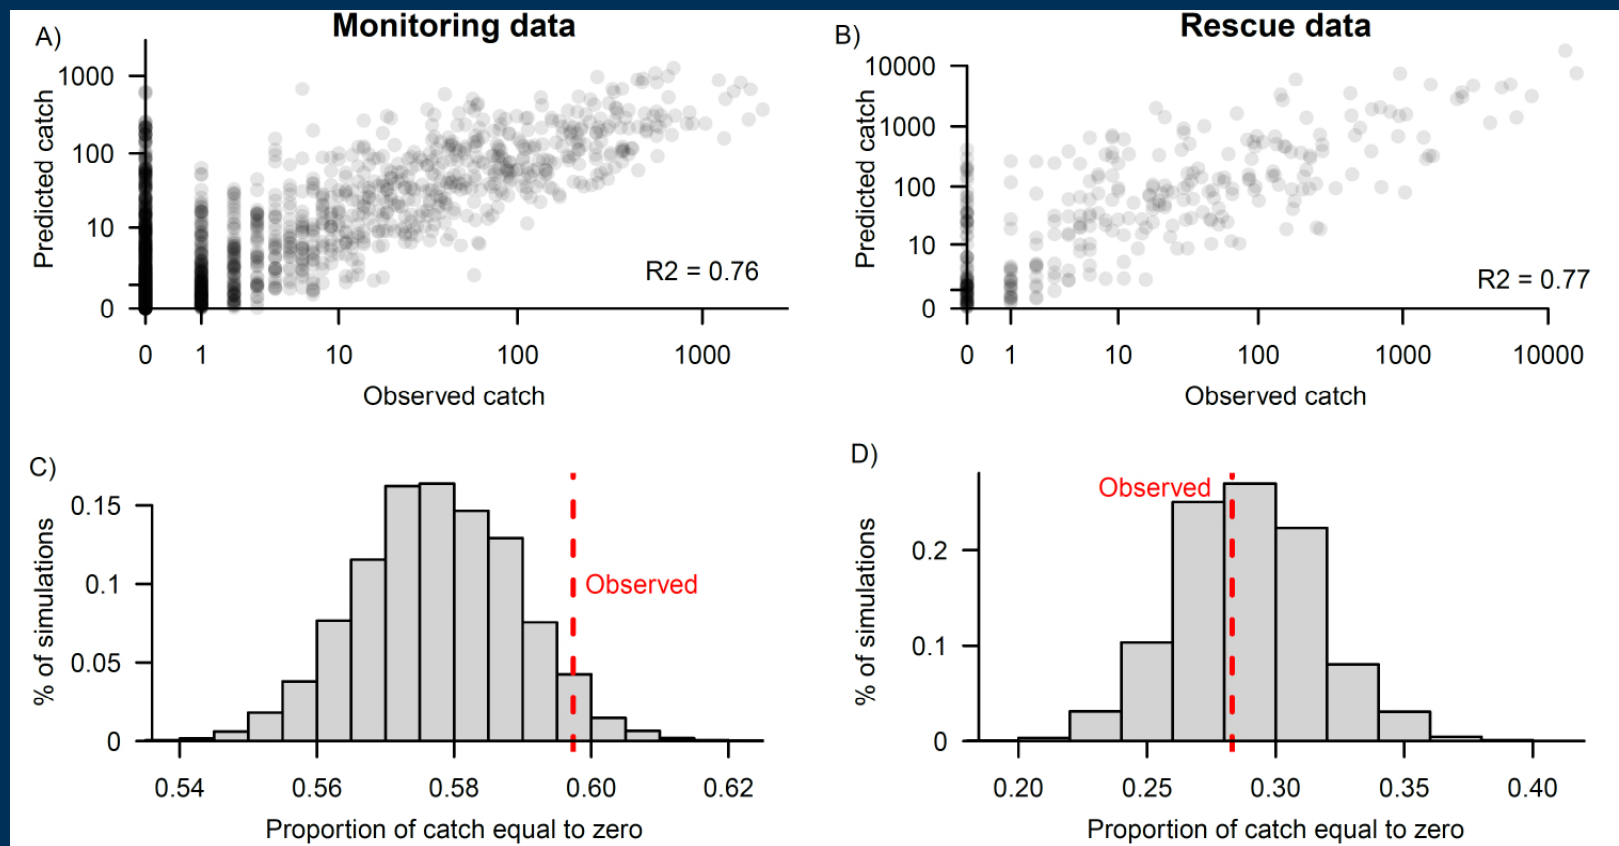 A)
Monitoring data
Predicted catch
1000
100
10
0
R2 = 0.76
0 1 10 100 1000
Observed catch
B)
Rescue data
Predicted catch
10000
1000
100
10
0
R2 = 0.77
0 1 10 100 1000 10000
Observed catch
C)
% of simulations
0.15
0.1
0.05
0
Observed
0.54 0.56 0.58 0.60 0.62
Proportion of catch equal to zero
D)
% of simulations
Observed
0.2
0.1
0
0.20 0.25 0.30 0.35 0.40
Proportion of catch equal to zero